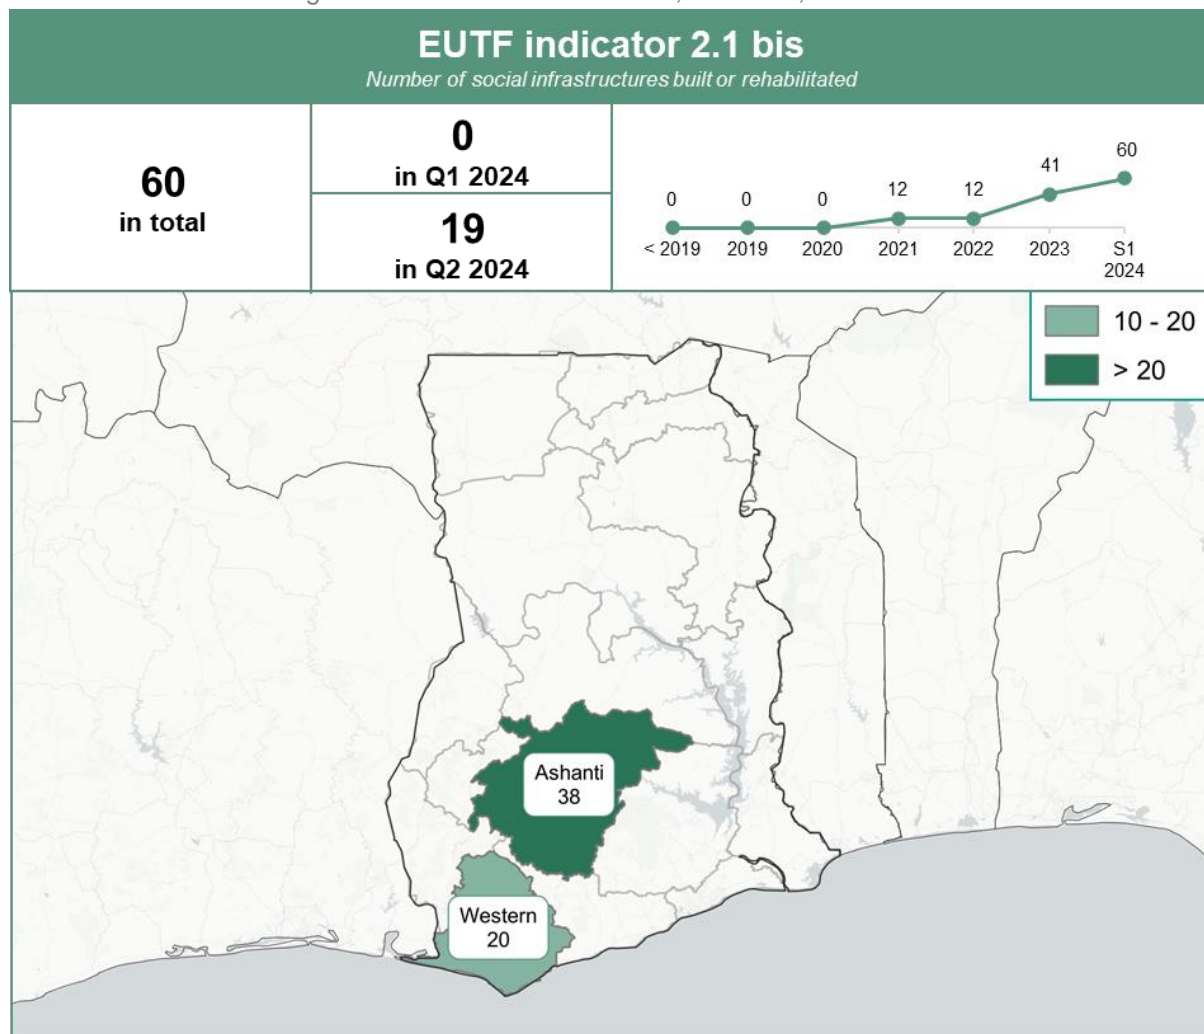 EUTF indicator 2.1 bis
Number of social infrastructures built or rehabilitated
60
in total
0
in Q1 2024
19
in Q2 2024
0
0
0
12
12
41
60
< 2019
2019
2020
2021
2022
2023
S1
2024
10 - 20
> 20
Ashanti
38
Western
20